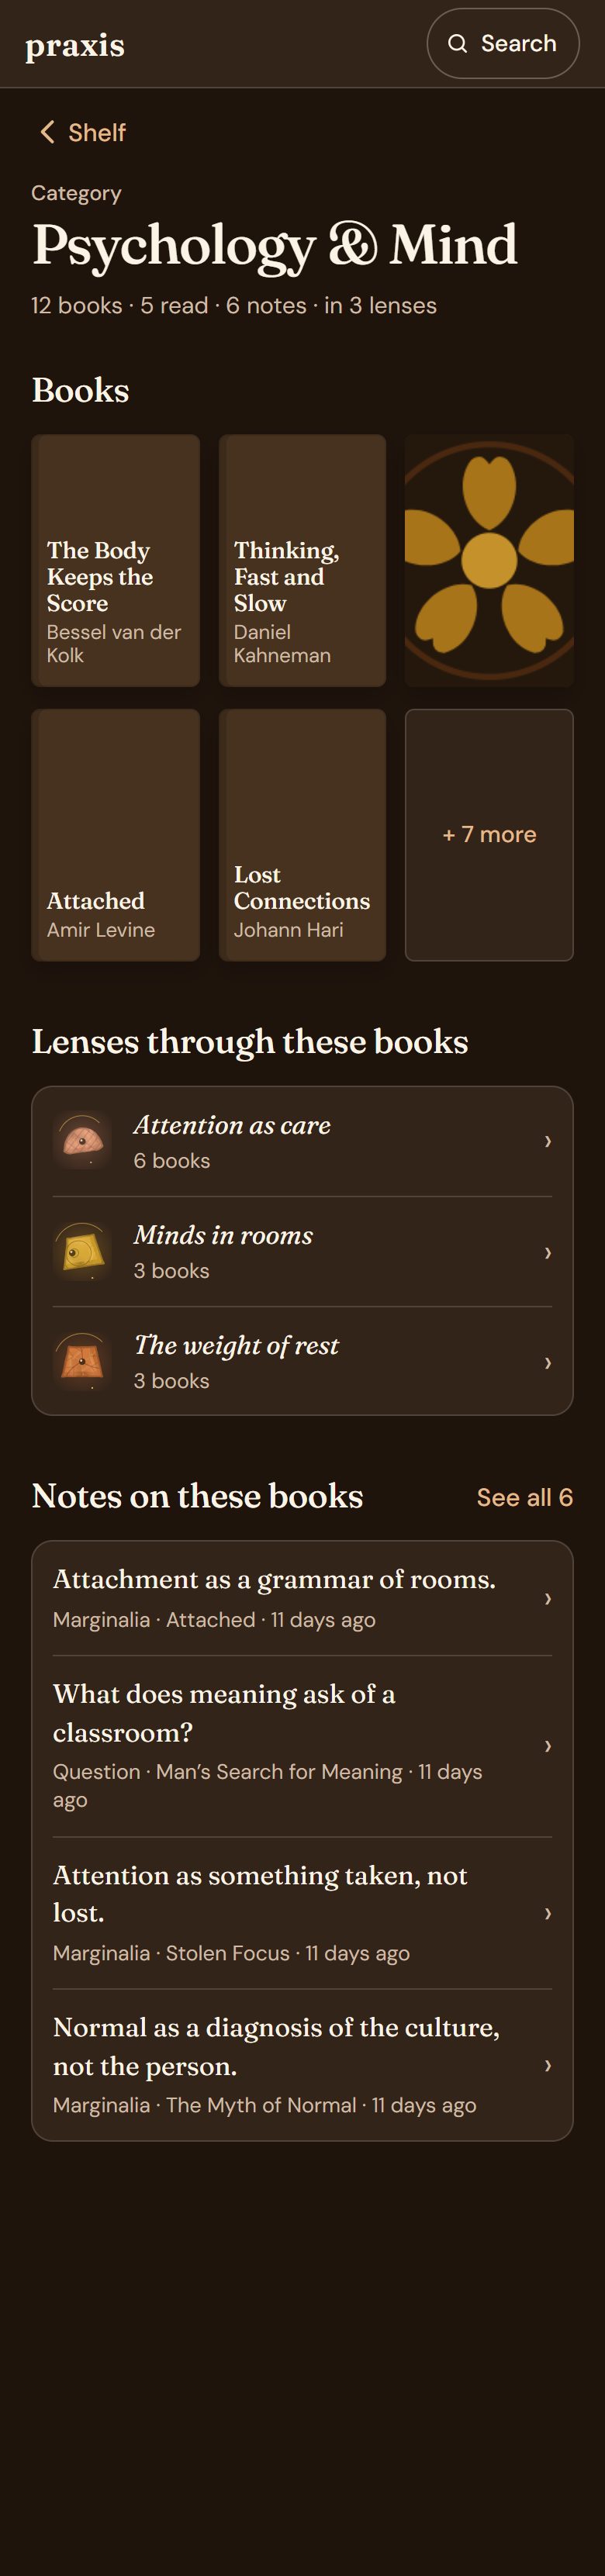 praxis
Search
Shelf
Category
Psychology & Mind
12 books · 5 read · 6 notes · in 3 lenses
Books
The Body
Keeps the
Score
Bessel van der
Kolk
Thinking,
Fast and
Slow
Daniel
Kahneman
Attached
Amir Levine
Lost
Connections
Johann Hari
+ 7 more
Lenses through these books
Attention as care
6 books
›
Minds in rooms
3 books
›
The weight of rest
3 books
›
Notes on these books
See all 6
Attachment as a grammar of rooms.
Marginalia · Attached · 11 days ago
›
What does meaning ask of a
classroom?
Question · Man’s Search for Meaning · 11 days
ago
›
Attention as something taken, not
lost.
Marginalia · Stolen Focus · 11 days ago
›
Normal as a diagnosis of the culture,
not the person.
Marginalia · The Myth of Normal · 11 days ago
›